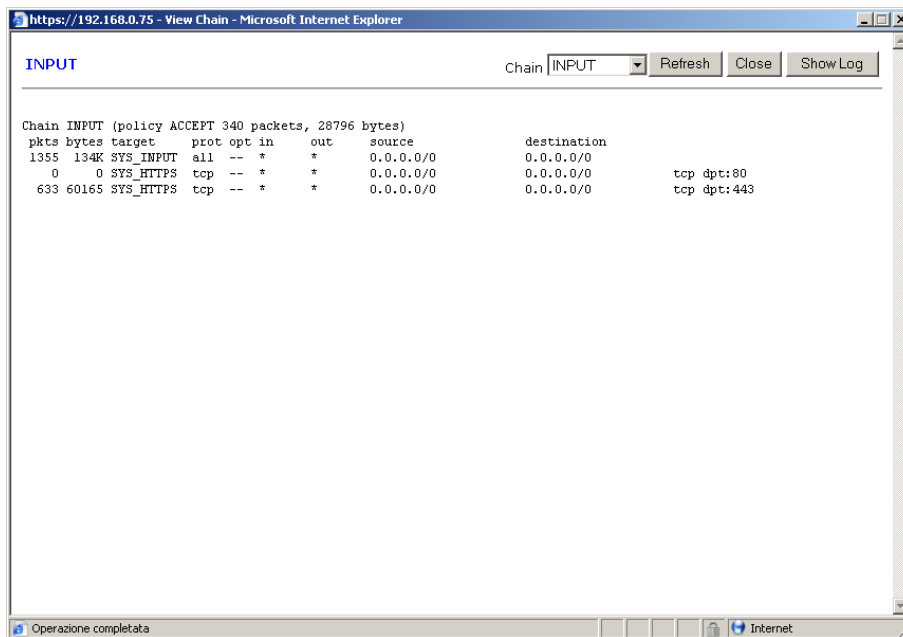 https://192.168.0.75 - View Chain - Microsoft Internet Explorer
INPUT Chain INPUT Refresh Close Show Log
Chain INPUT (policy ACCEPT 340 packets, 28796 bytes)
pkts bytes target prot opt in out source destination
1355 134K SYS_INPUT all -- * * 0.0.0.0/0 0.0.0.0/0
0 0 SYS_HTTPS tcp -- * * 0.0.0.0/0 0.0.0.0/0 tcp dpt:80
633 60165 SYS_HTTPS tcp -- * * 0.0.0.0/0 0.0.0.0/0 tcp dpt:443
Operazione completata Internet